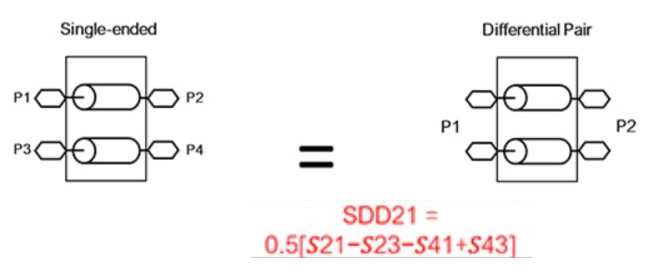 Single-ended
Differential Pair
P1
P2
P3
P4
P1
P2
=
SDD21 =
0.5[S21−S23−S41+S43]